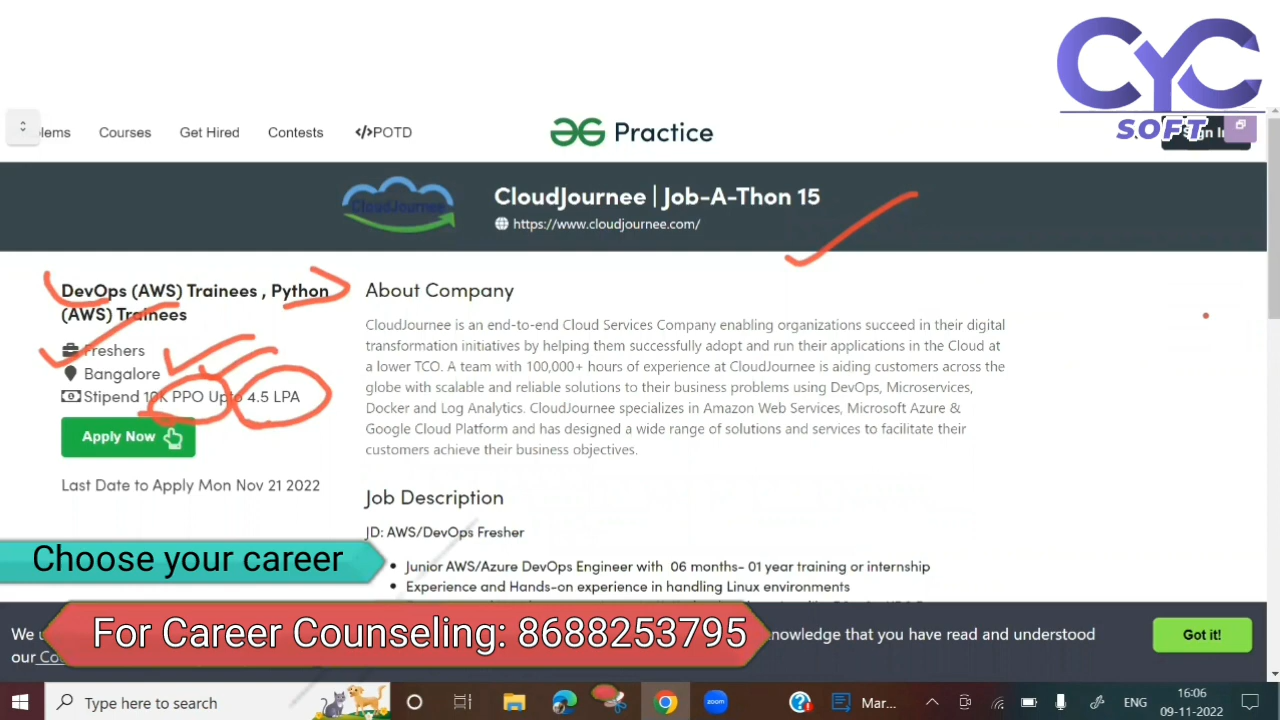 CYC
SOFT
lems
Courses
Get Hired
Contests
</>POTD
Practice
Sign In
CloudJournee
CloudJournee | Job-A-Thon 15
https://www.cloudjournee.com/
DevOps (AWS) Trainees , Python
(AWS) Trainees
Freshers
Bangalore
Stipend 10K PPO Upto 4.5 LPA
Apply Now
Last Date to Apply Mon Nov 21 2022
About Company
CloudJournee is an end-to-end Cloud Services Company enabling organizations succeed in their digital
transformation initiatives by helping them successfully adopt and run their applications in the Cloud at
a lower TCO. A team with 100,000+ hours of experience at CloudJournee is aiding customers across the
globe with scalable and reliable solutions to their business problems using DevOps, Microservices,
Docker and Log Analytics. CloudJournee specializes in Amazon Web Services, Microsoft Azure &
Google Cloud Platform and has designed a wide range of solutions and services to facilitate their
customers achieve their business objectives.
Job Description
JD: AWS/DevOps Fresher
• Junior AWS/Azure DevOps Engineer with 06 months- 01 year training or internship
• Experience and Hands-on experience in handling Linux environments
Choose your career
For Career Counseling: 8688253795
We
nowledge that you have read and understood
our Co
Got it!
Type here to search
zoom
Mar...
ENG
16:06
09-11-2022